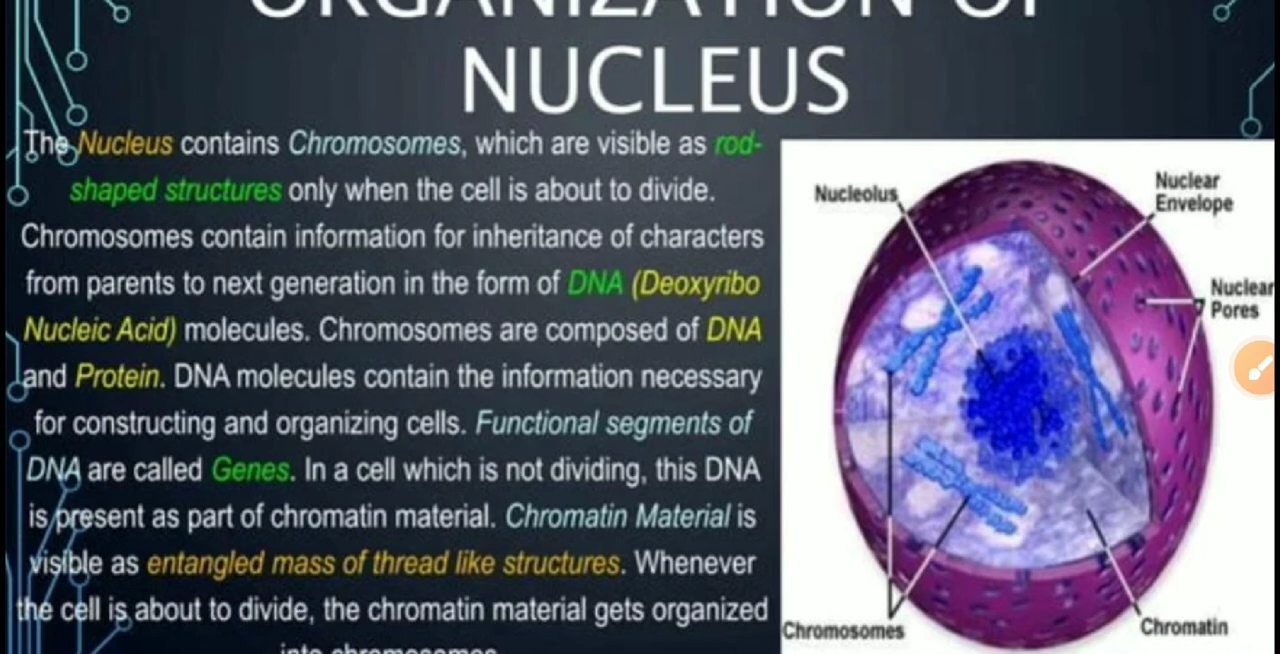 ORGANIZATION OF
NUCLEUS
The Nucleus contains Chromosomes, which are visible as rod-
shaped structures only when the cell is about to divide.
Chromosomes contain information for inheritance of characters
from parents to next generation in the form of DNA (Deoxyribo
Nucleic Acid) molecules. Chromosomes are composed of DNA
and Protein. DNA molecules contain the information necessary
for constructing and organizing cells. Functional segments of
DNA are called Genes. In a cell which is not dividing, this DNA
is present as part of chromatin material. Chromatin Material is
visible as entangled mass of thread like structures. Whenever
the cell is about to divide, the chromatin material gets organized
into chromosomes.
Nucleolus
Nuclear
Envelope
Nuclear
Pores
Chromosomes
Chromatin